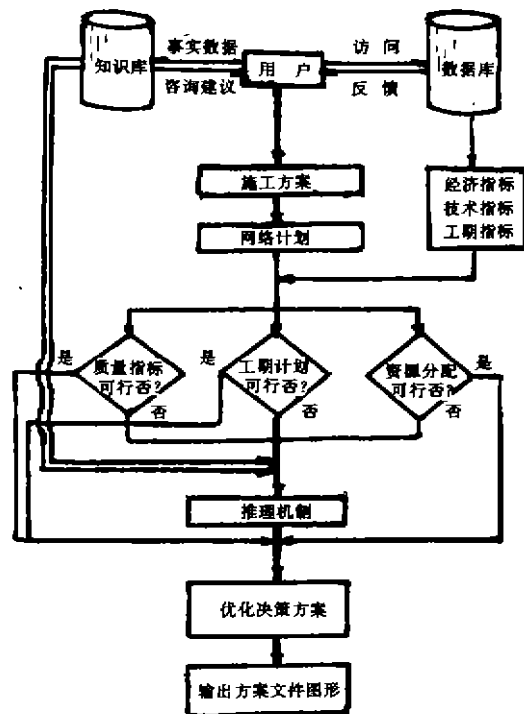 知识库
事实数据
咨询建议
用 户
访 问
反 馈
数据库
施工方案
网络计划
经济指标
技术指标
工期指标
是
质量指标
可行否?
否
是
工期计划
可行否?
否
资源分配
可行否?
是
否
推理机制
优化决策方案
输出方案文件图形